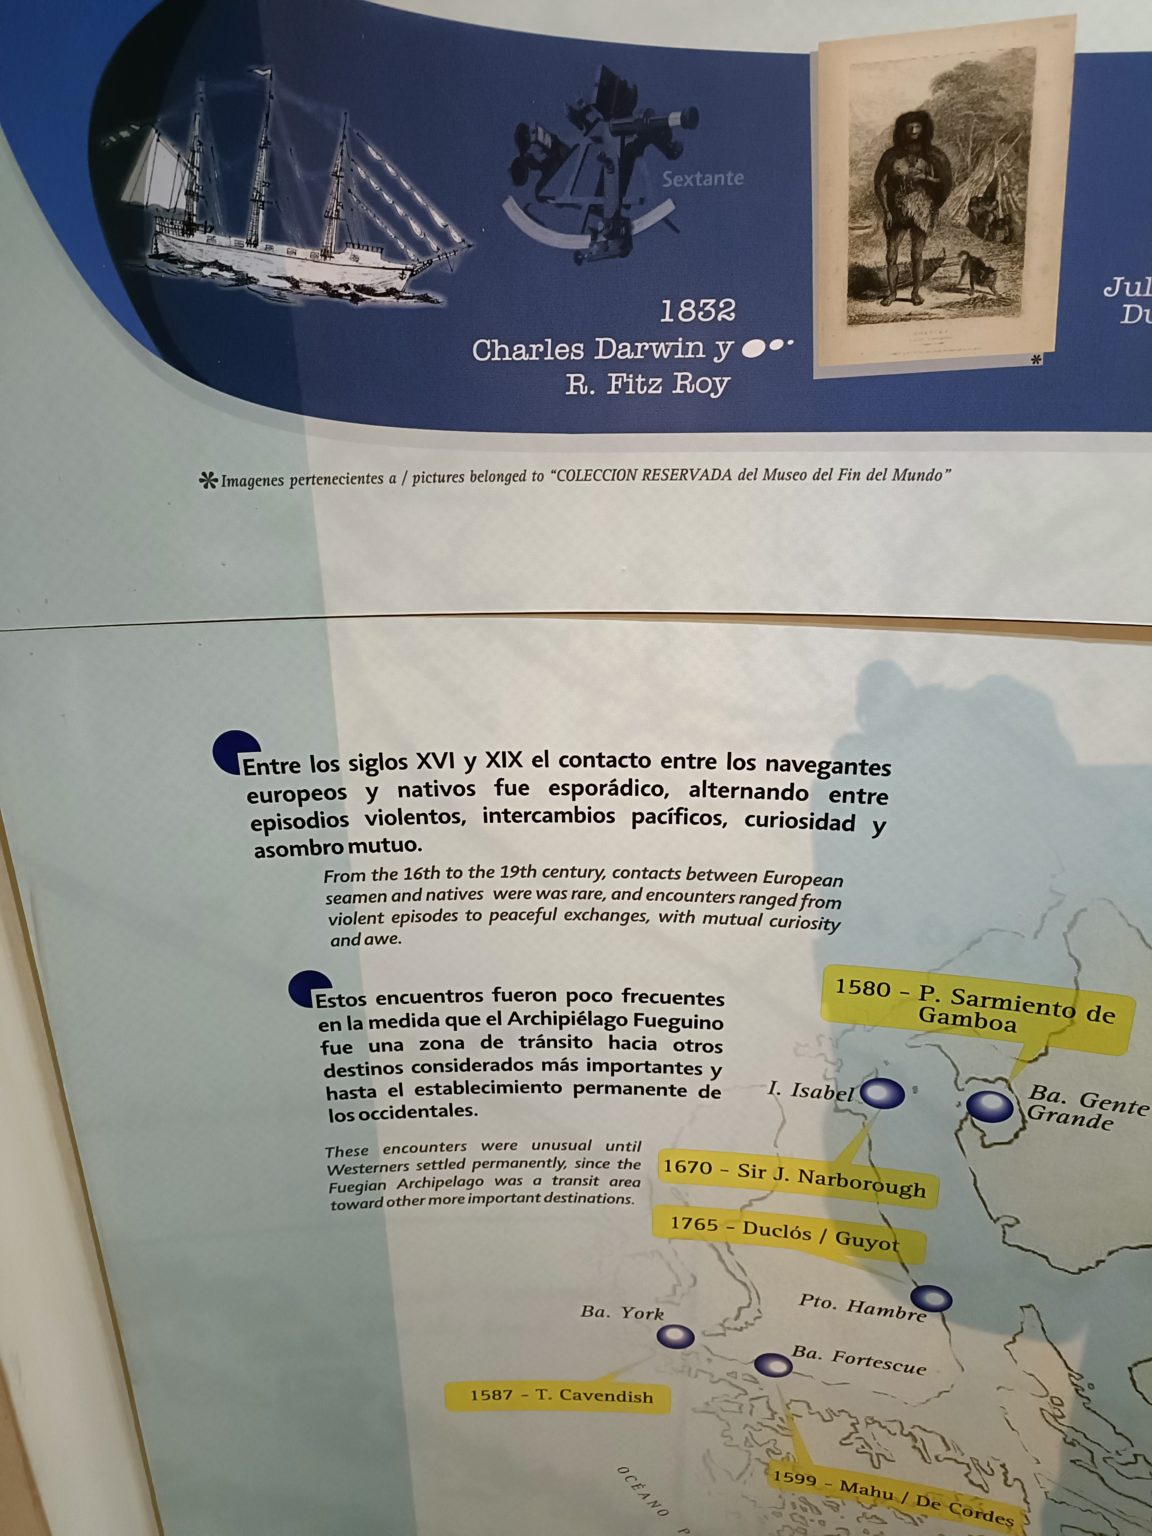 Sextante
1832
Charles Darwin y
R. Fitz Roy
*
Jul
Du
* Imagenes pertenecientes a / pictures belonged to “COLECCION RESERVADA del Museo del Fin del Mundo”
Entre los siglos XVI y XIX el contacto entre los navegantes
europeos y nativos fue esporádico, alternando entre
episodios violentos, intercambios pacíficos, curiosidad y
asombro mutuo.
From the 16th to the 19th century, contacts between European
seamen and natives were was rare, and encounters ranged from
violent episodes to peaceful exchanges, with mutual curiosity
and awe.
Estos encuentros fueron poco frecuentes
en la medida que el Archipiélago Fueguino
fue una zona de tránsito hacia otros
destinos considerados más importantes y
hasta el establecimiento permanente de
los occidentales.
These encounters were unusual until
Westerners settled permanently, since the
Fuegian Archipelago was a transit area
toward other more important destinations.
1580 - P. Sarmiento de
Gamboa
I. Isabel
Ba. Gente
Grande
1670 - Sir J. Narborough
1765 - Duclós / Guyot
Pto. Hambre
Ba. York
Ba. Fortescue
1587 - T. Cavendish
1599 - Mahu / De Cordes
OCÉANO P